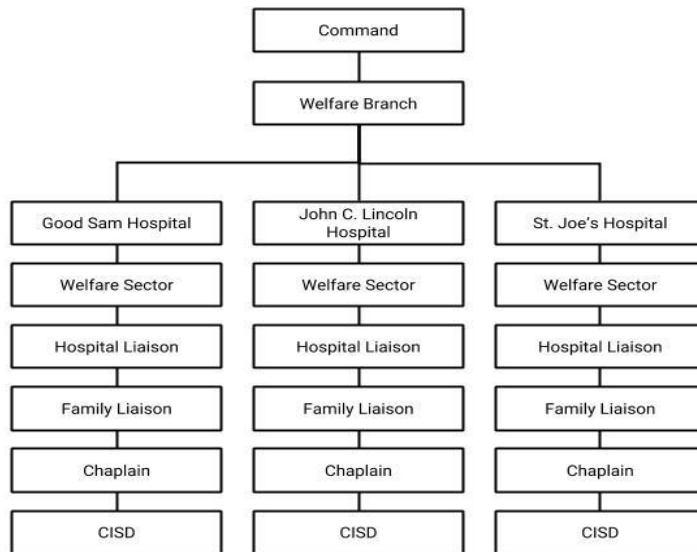 Command
Welfare Branch
Good Sam Hospital
John C. Lincoln
Hospital
St. Joe's Hospital
Welfare Sector
Welfare Sector
Welfare Sector
Hospital Liaison
Hospital Liaison
Hospital Liaison
Family Liaison
Family Liaison
Family Liaison
Chaplain
Chaplain
Chaplain
CISD
CISD
CISD